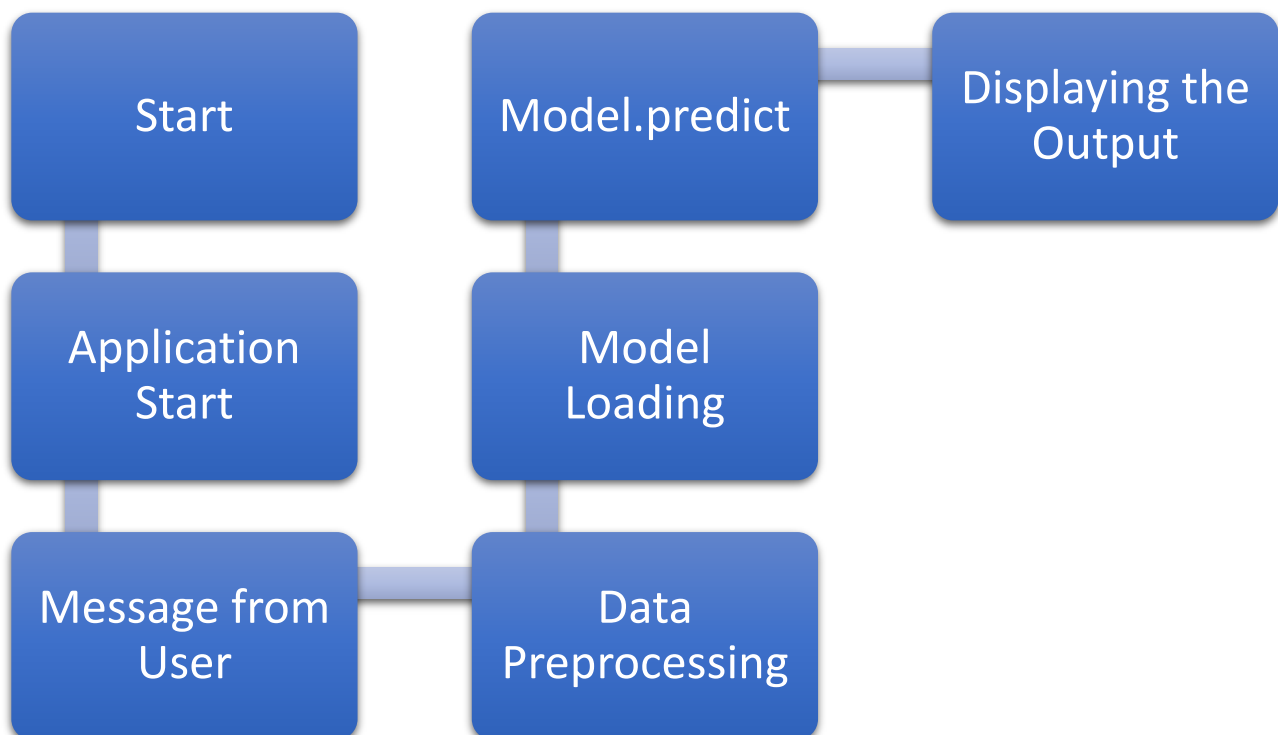 Start
Application
Start
Message from
User
Data
Preprocessing
Model
Loading
Model.predict
Displaying the
Output